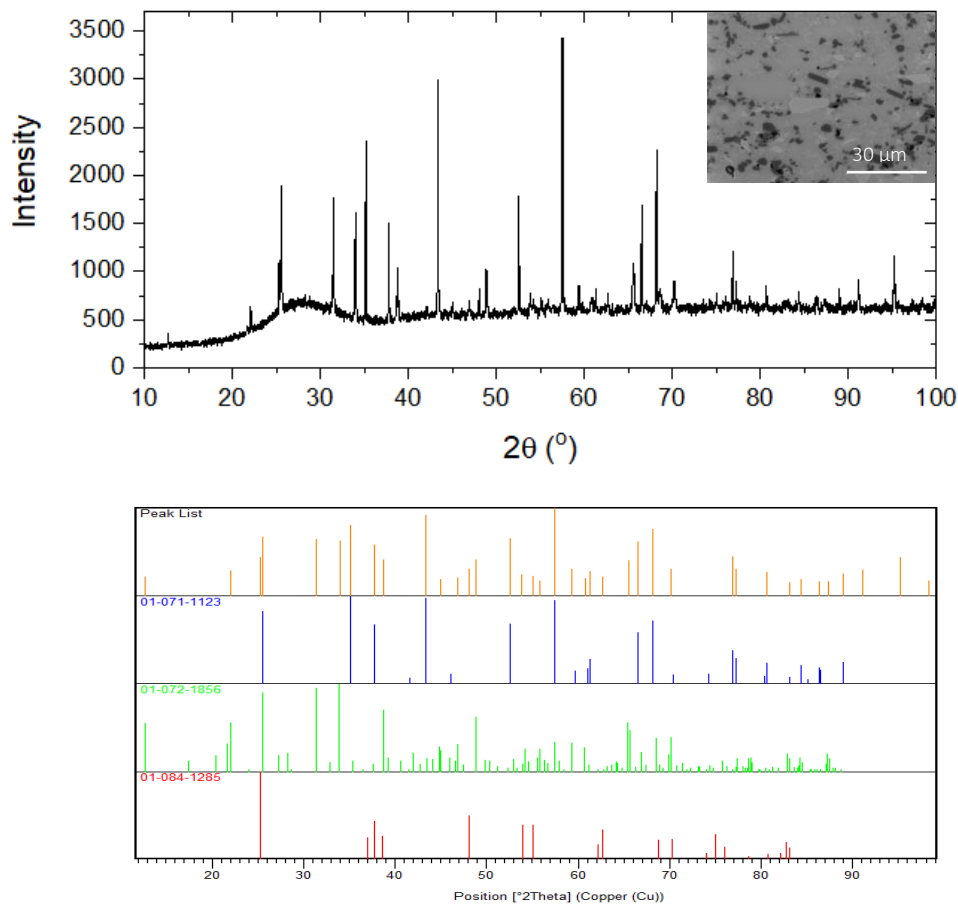 3500
3000
2500
2000
1500
1000
500
0
Intensity
30 µm
10 20 30 40 50 60 70 80 90 100
2θ (°)
Peak List
01-071-1123
01-072-1856
01-084-1285
20 30 40 50 60 70 80 90
Position [°2Theta] (Copper (Cu))